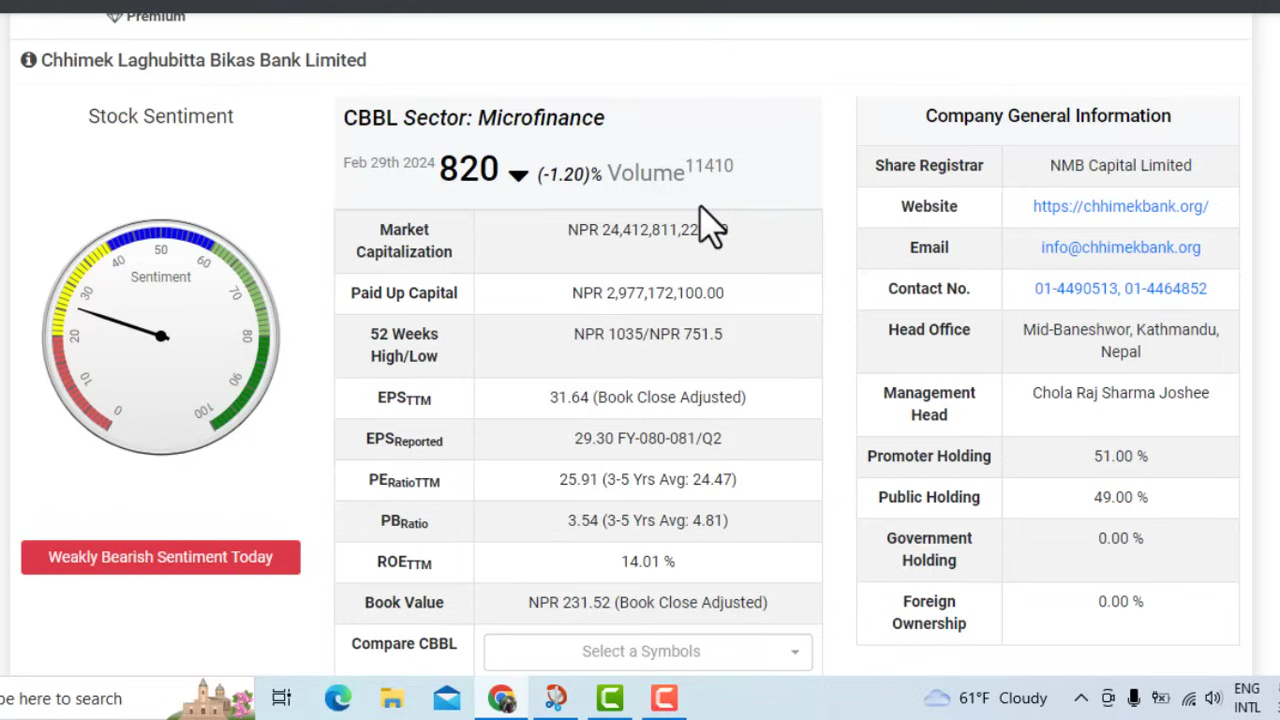 Premium
Chhimek Laghubitta Bikas Bank Limited
Stock Sentiment
50
40
60
Sentiment
30
70
20
80
10
90
0
100
Weakly Bearish Sentiment Today
CBBL Sector: Microfinance
Feb 29th 2024 820 (-1.20)% Volume 11410
Market Capitalization NPR 24,412,811,22
Paid Up Capital NPR 2,977,172,100.00
52 Weeks High/Low NPR 1035/NPR 751.5
EPSTTM 31.64 (Book Close Adjusted)
EPSReported 29.30 FY-080-081/Q2
PERatioTTM 25.91 (3-5 Yrs Avg: 24.47)
PBRatio 3.54 (3-5 Yrs Avg: 4.81)
ROETTM 14.01 %
Book Value NPR 231.52 (Book Close Adjusted)
Compare CBBL Select a Symbols
Company General Information
Share Registrar NMB Capital Limited
Website https://chhimekbank.org/
Email info@chhimekbank.org
Contact No. 01-4490513, 01-4464852
Head Office Mid-Baneshwor, Kathmandu,
Nepal
Management Head Chola Raj Sharma Joshee
Promoter Holding 51.00 %
Public Holding 49.00 %
Government Holding 0.00 %
Foreign Ownership 0.00 %
pe here to search
61°F Cloudy
ENG
INTL